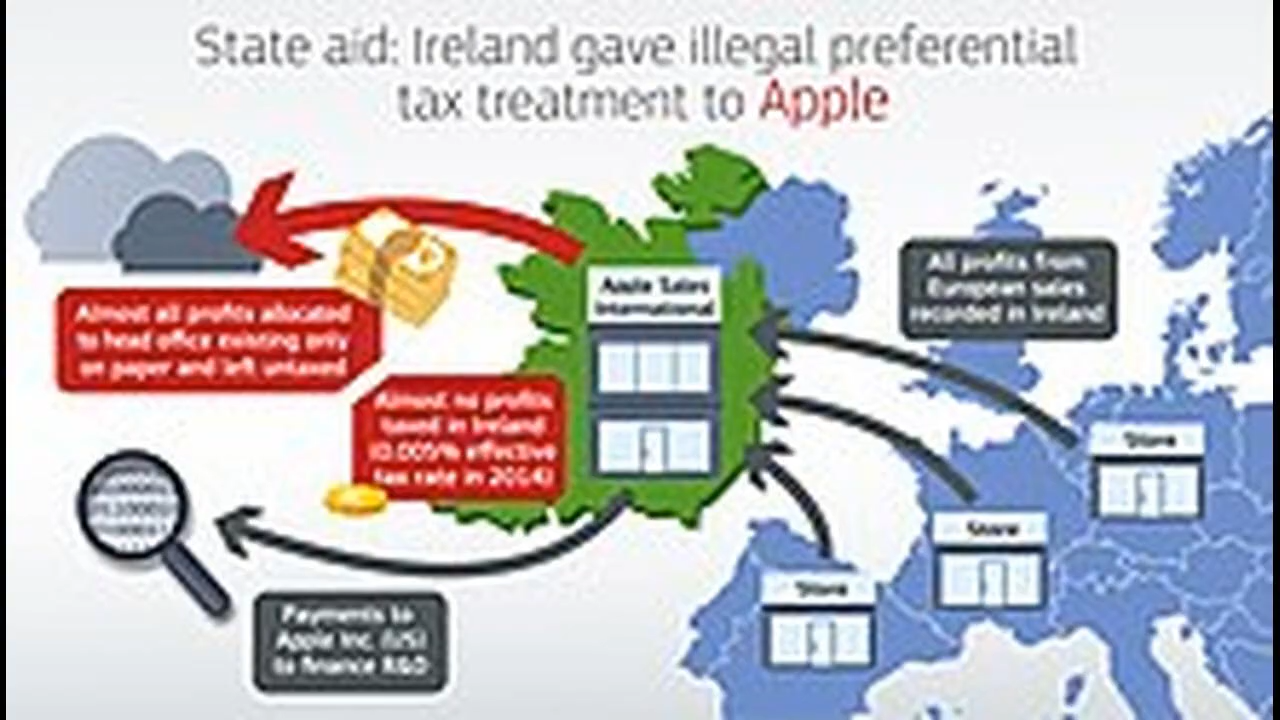 State aid: Ireland gave illegal preferential
tax treatment to Apple
Almost all profits allocated
to head office existing only
on paper and left untaxed
Apple Sales
International
All profits from
European sales
recorded in Ireland
Almost no profits
taxed in Ireland
(0.005% effective
tax rate in 2014)
Store
Store
Store
Payments to
Apple Inc. (US)
to finance R&D